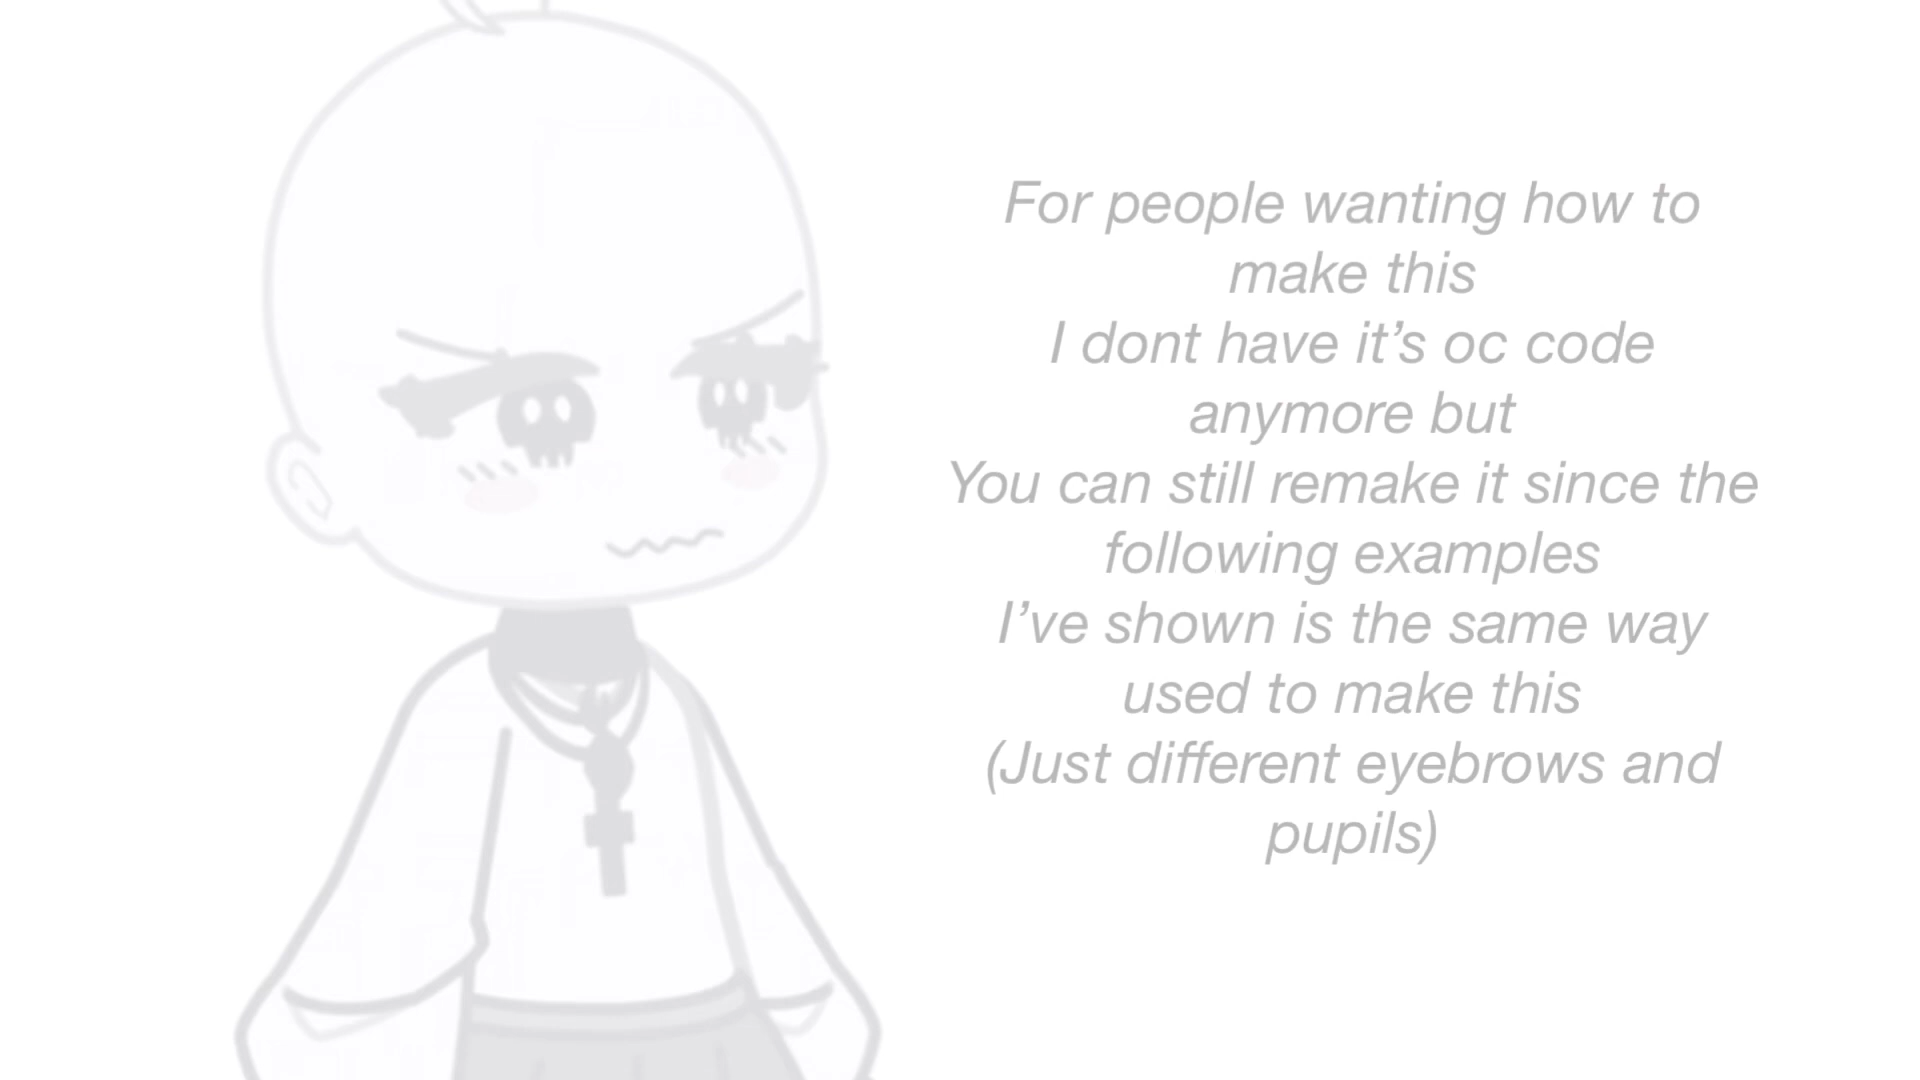 For people wanting how to
make this
I dont have it’s oc code
anymore but
You can still remake it since the
following examples
I’ve shown is the same way
used to make this
(Just different eyebrows and
pupils)